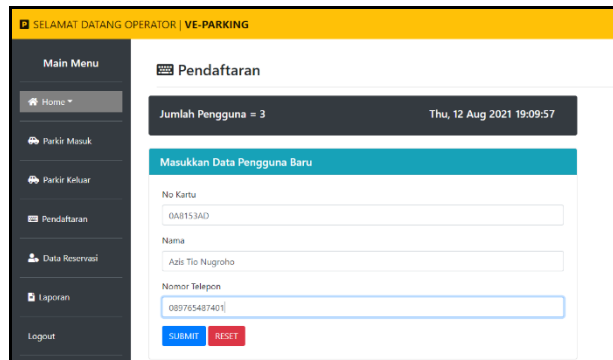 SELAMAT DATANG OPERATOR | VE-PARKING
Main Menu
Home
Parkir Masuk
Parkir Keluar
Pendaftaran
Data Reservasi
Laporan
Logout
Pendaftaran
Jumlah Pengguna = 3
Thu, 12 Aug 2021 19:09:57
Masukkan Data Pengguna Baru
No Kartu
0A8153AD
Nama
Azis Tio Nugroho
Nomor Telepon
089765487401
SUBMIT
RESET